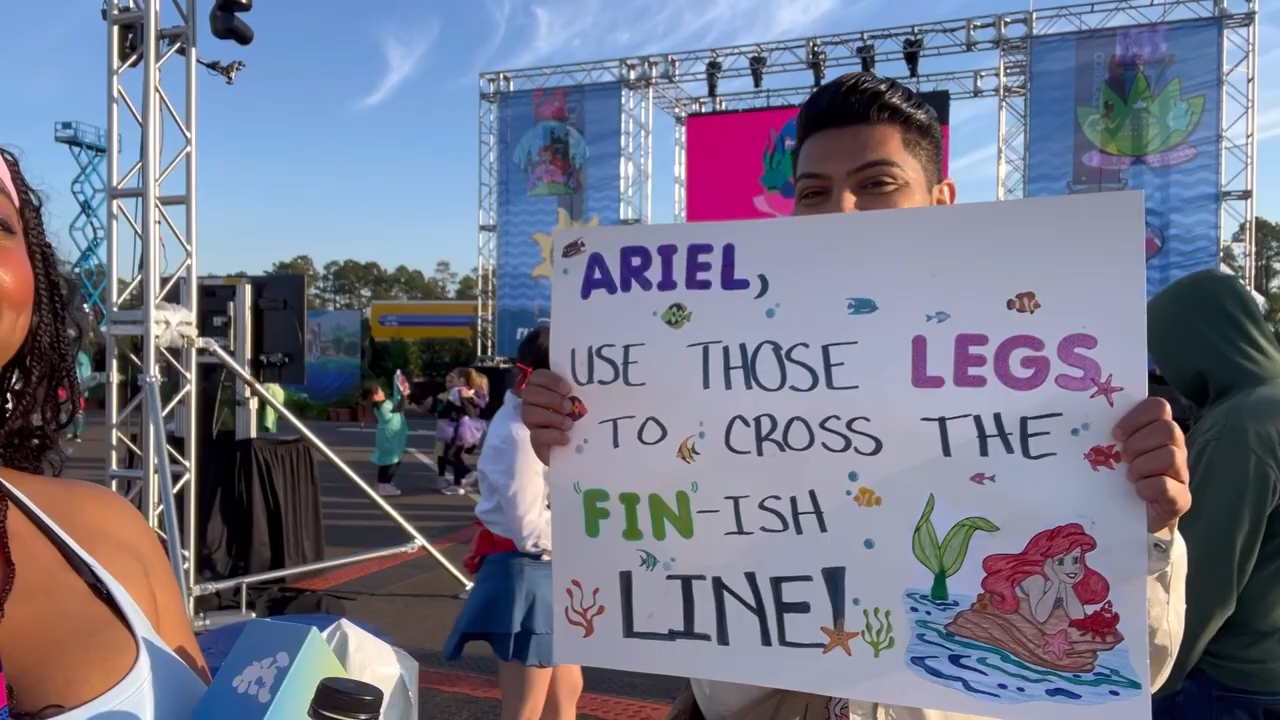 ARIEL,
USE THOSE LEGS
TO CROSS THE
"FIN"-ISH
LINE!